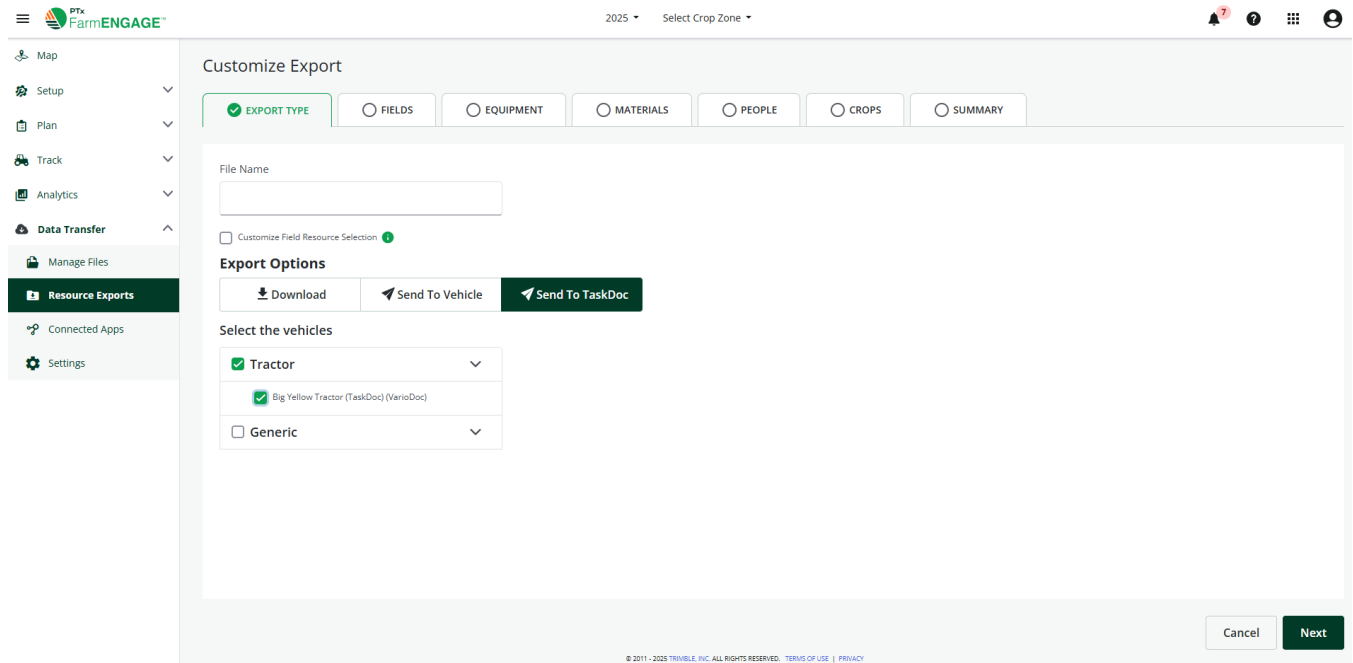 PTx
FarmENGAGE™
2025
Select Crop Zone
7
Map
Setup
Plan
Track
Analytics
Data Transfer
Manage Files
Resource Exports
Connected Apps
Settings
Customize Export
EXPORT TYPE
FIELDS
EQUIPMENT
MATERIALS
PEOPLE
CROPS
SUMMARY
File Name
Customize Field Resource Selection
Export Options
Download
Send To Vehicle
Send To TaskDoc
Select the vehicles
Tractor
Big Yellow Tractor (TaskDoc) (VarioDoc)
Generic
Cancel
Next
© 2011 - 2025 TRIMBLE, INC. ALL RIGHTS RESERVED. TERMS OF USE | PRIVACY